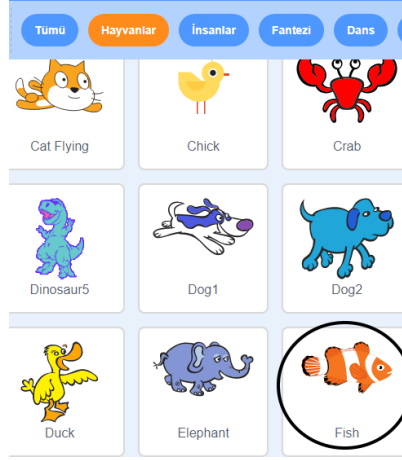 Tümü Hayvanlar İnsanlar Fantezi Dans
Cat Flying Chick Crab
Dinosaur5 Dog1 Dog2
Duck Elephant Fish